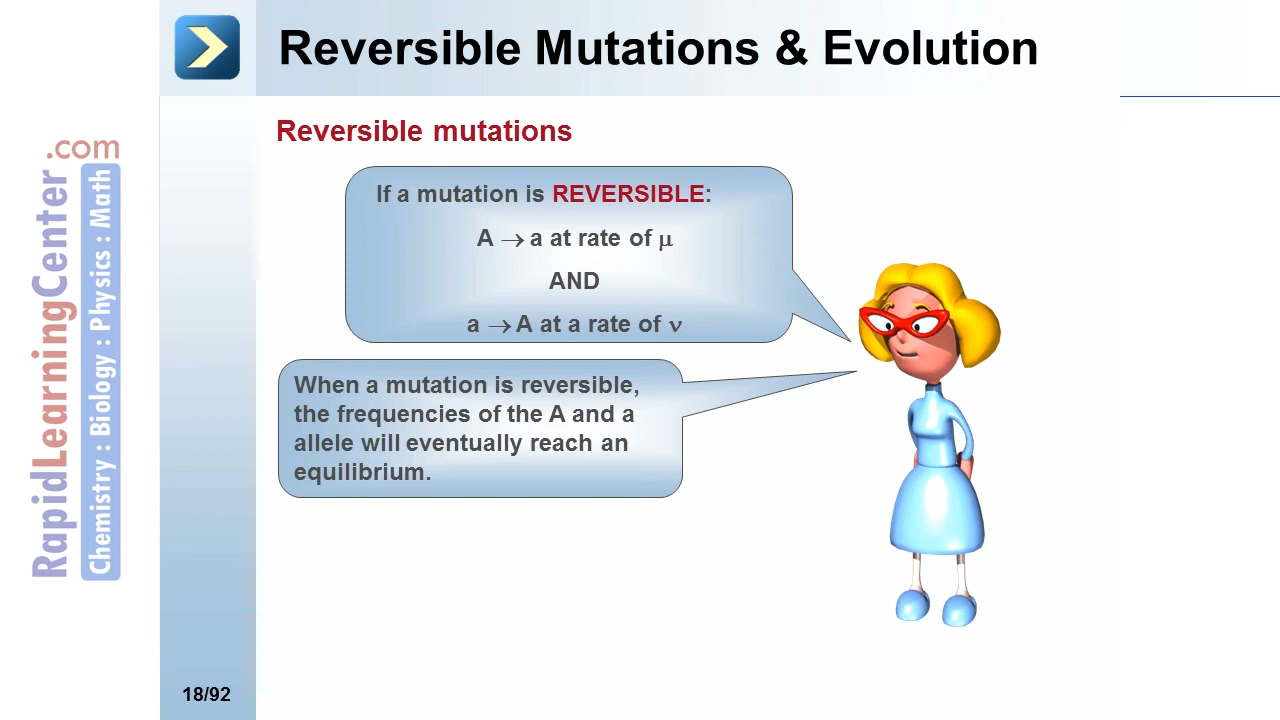 Reversible Mutations & Evolution
Reversible mutations
If a mutation is REVERSIBLE:
A → a at rate of μ
AND
a → A at a rate of ν
When a mutation is reversible,
the frequencies of the A and a
allele will eventually reach an
equilibrium.
RapidLearningCenter.com
Chemistry : Biology : Physics : Math
18/92